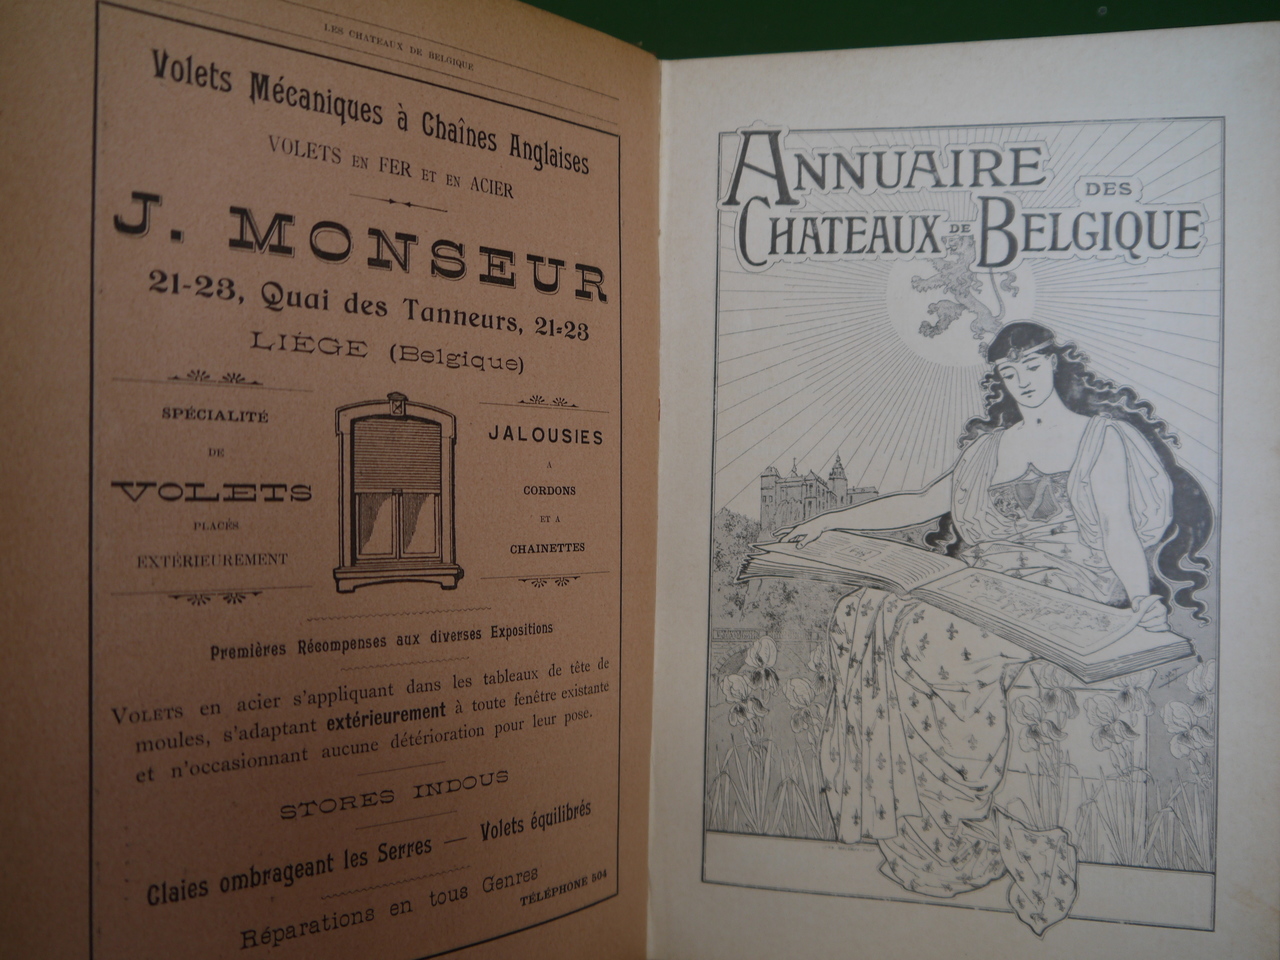 LES CHATEAUX DE BELGIQUE
Volets Mécaniques à Chaînes Anglaises
VOLETS EN FER ET EN ACIER
J. MONSEUR
21-23, Quai des Tanneurs, 21-23
LIÉGE (Belgique)
SPÉCIALITÉ
DE
VOLETS
PLACÉS
EXTÉRIEUREMENT
JALOUSIES
A
CORDONS
ET A
CHAINETTES
Premières Récompenses aux diverses Expositions
VOLETS en acier s'appliquant dans les tableaux de tête de
moules, s'adaptant extérieurement à toute fenêtre existante
et n'occasionnant aucune détérioration pour leur pose.
STORES INDOUS
Claies ombrageant les Serres — Volets équilibrés
Réparations en tous Genres
TÉLÉPHONE 504
ANNUAIRE
DES
CHATEAUX DE BELGIQUE